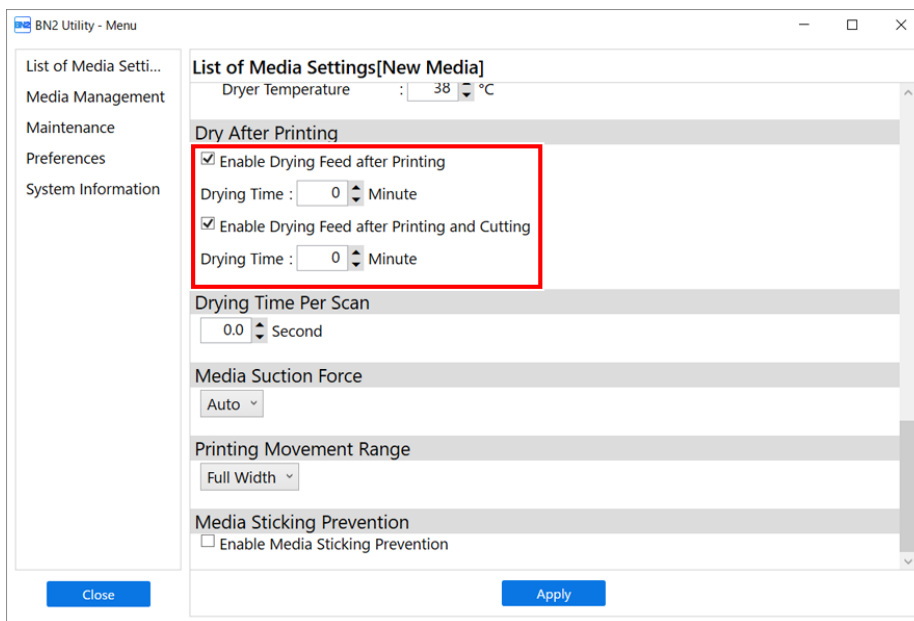 BN2 BN2 Utility - Menu
List of Media Setti...
Media Management
Maintenance
Preferences
System Information
Close
List of Media Settings[New Media]
Dryer Temperature : 38 °C
Dry After Printing
Enable Drying Feed after Printing
Drying Time : 0 Minute
Enable Drying Feed after Printing and Cutting
Drying Time : 0 Minute
Drying Time Per Scan
0.0 Second
Media Suction Force
Auto
Printing Movement Range
Full Width
Media Sticking Prevention
Enable Media Sticking Prevention
Apply